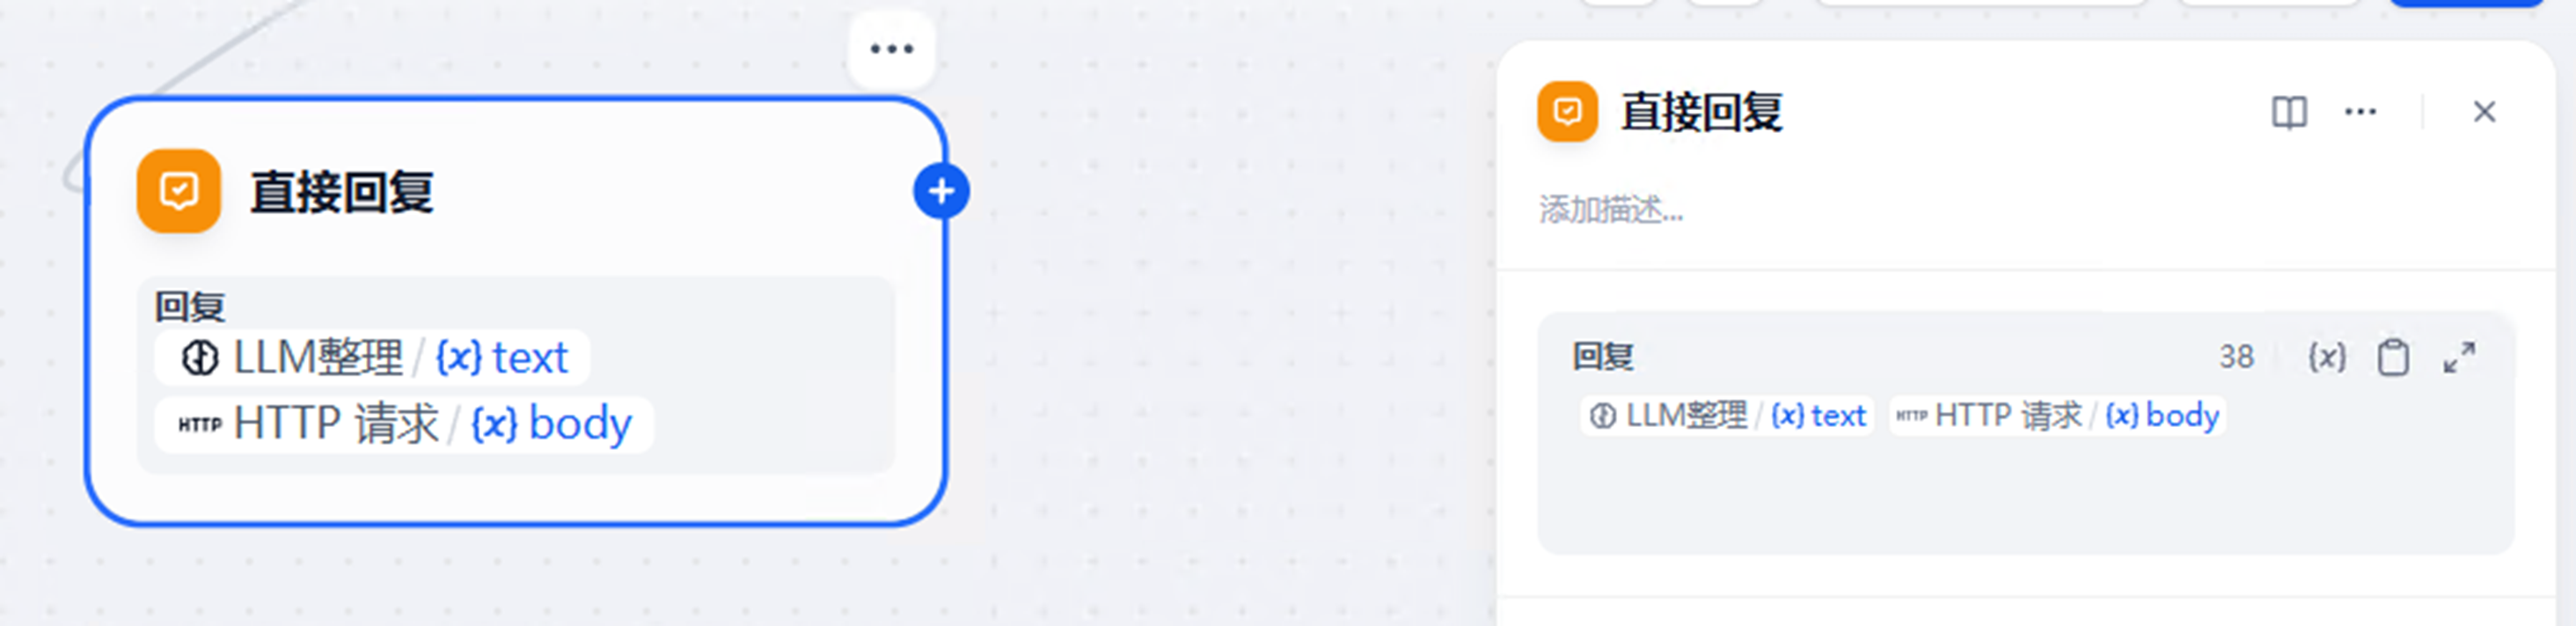 直接回复
回复
LLM整理 / {x} text
HTTP HTTP 请求 / {x} body
直接回复
添加描述...
回复 38 {x}
LLM整理 / {x} text HTTP HTTP 请求 / {x} body